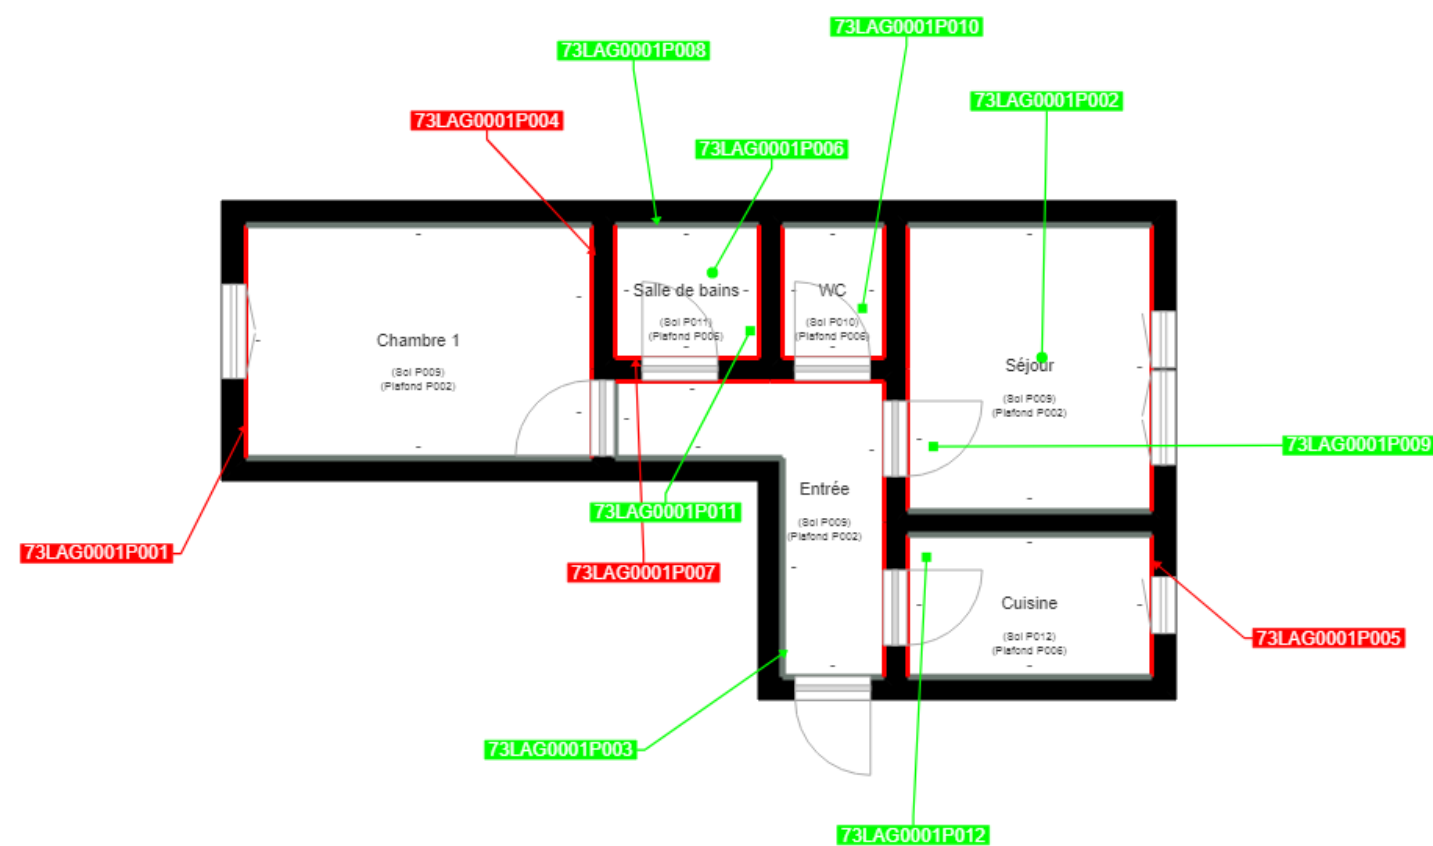 73LAG0001P010
73LAG0001P008
73LAG0001P002
73LAG0001P004
73LAG0001P006
Salle de bains
(Sol P011)
(Plafond P006)
WC
(Sol P010)
(Plafond P006)
Chambre 1
(Sol P009)
(Plafond P002)
Séjour
(Sol P009)
(Plafond P002)
73LAG0001P009
Entrée
(Sol P009)
(Plafond P002)
73LAG0001P011
73LAG0001P001
73LAG0001P007
Cuisine
(Sol P012)
(Plafond P006)
73LAG0001P005
73LAG0001P003
73LAG0001P012